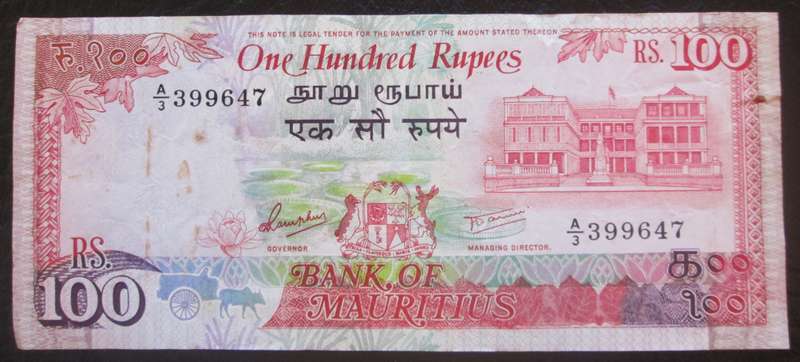 THIS NOTE IS LEGAL TENDER FOR THE PAYMENT OF THE AMOUNT STATED THEREON
रु.१००
One Hundred Rupees
RS. 100
A/3 399647
நூறு ரூபாய்
एक सौ रुपये
A/3 399647
GOVERNOR
MANAGING DIRECTOR.
RS.
100
BANK OF
MAURITIUS
க००
१००